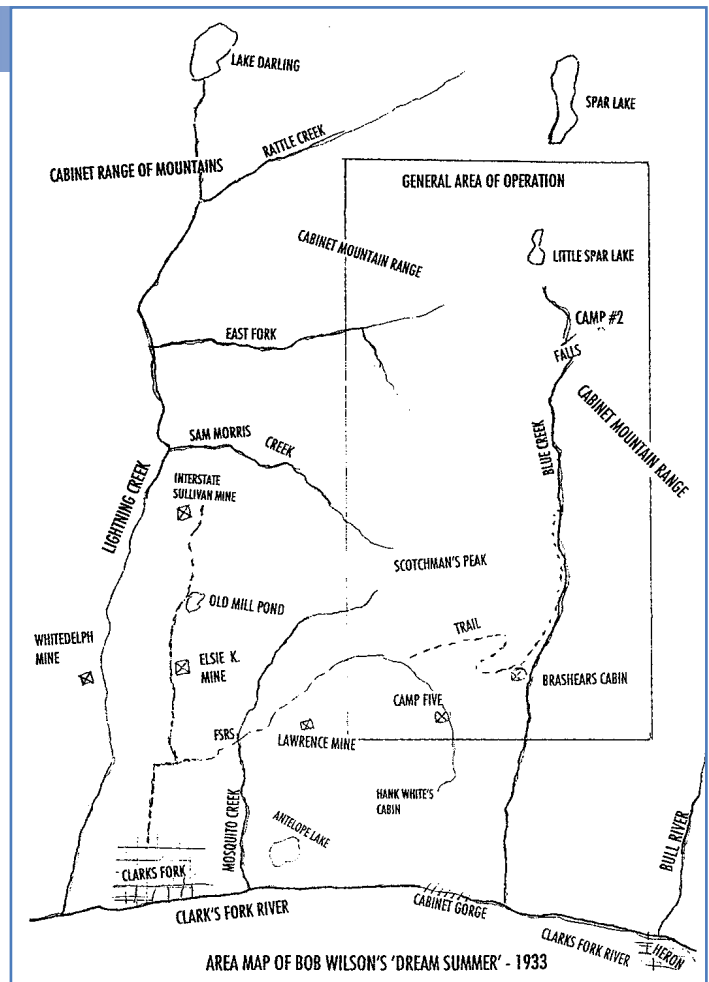 LAKE DARLING
SPAR LAKE
RATTLE CREEK
CABINET RANGE OF MOUNTAINS
GENERAL AREA OF OPERATION
CABINET MOUNTAIN RANGE
LITTLE SPAR LAKE
CAMP #2
EAST FORK
FALLS
CABINET MOUNTAIN RANGE
BLUE CREEK
SAM MORRIS
CREEK
LIGHTNING CREEK
INTERSTATE
SULLIVAN MINE
SCOTCHMAN'S PEAK
OLD MILL POND
TRAIL
WHITEDELPH
MINE
ELSIE K.
MINE
BRASHEARS CABIN
CAMP FIVE
FSRS
LAWRENCE MINE
HANK WHITE'S
CABIN
MOSQUITO CREEK
ANTELOPE LAKE
BULL RIVER
CLARKS FORK
CABINET GORGE
CLARK'S FORK RIVER
CLARKS FORK RIVER
HERON
AREA MAP OF BOB WILSON'S 'DREAM SUMMER' - 1933